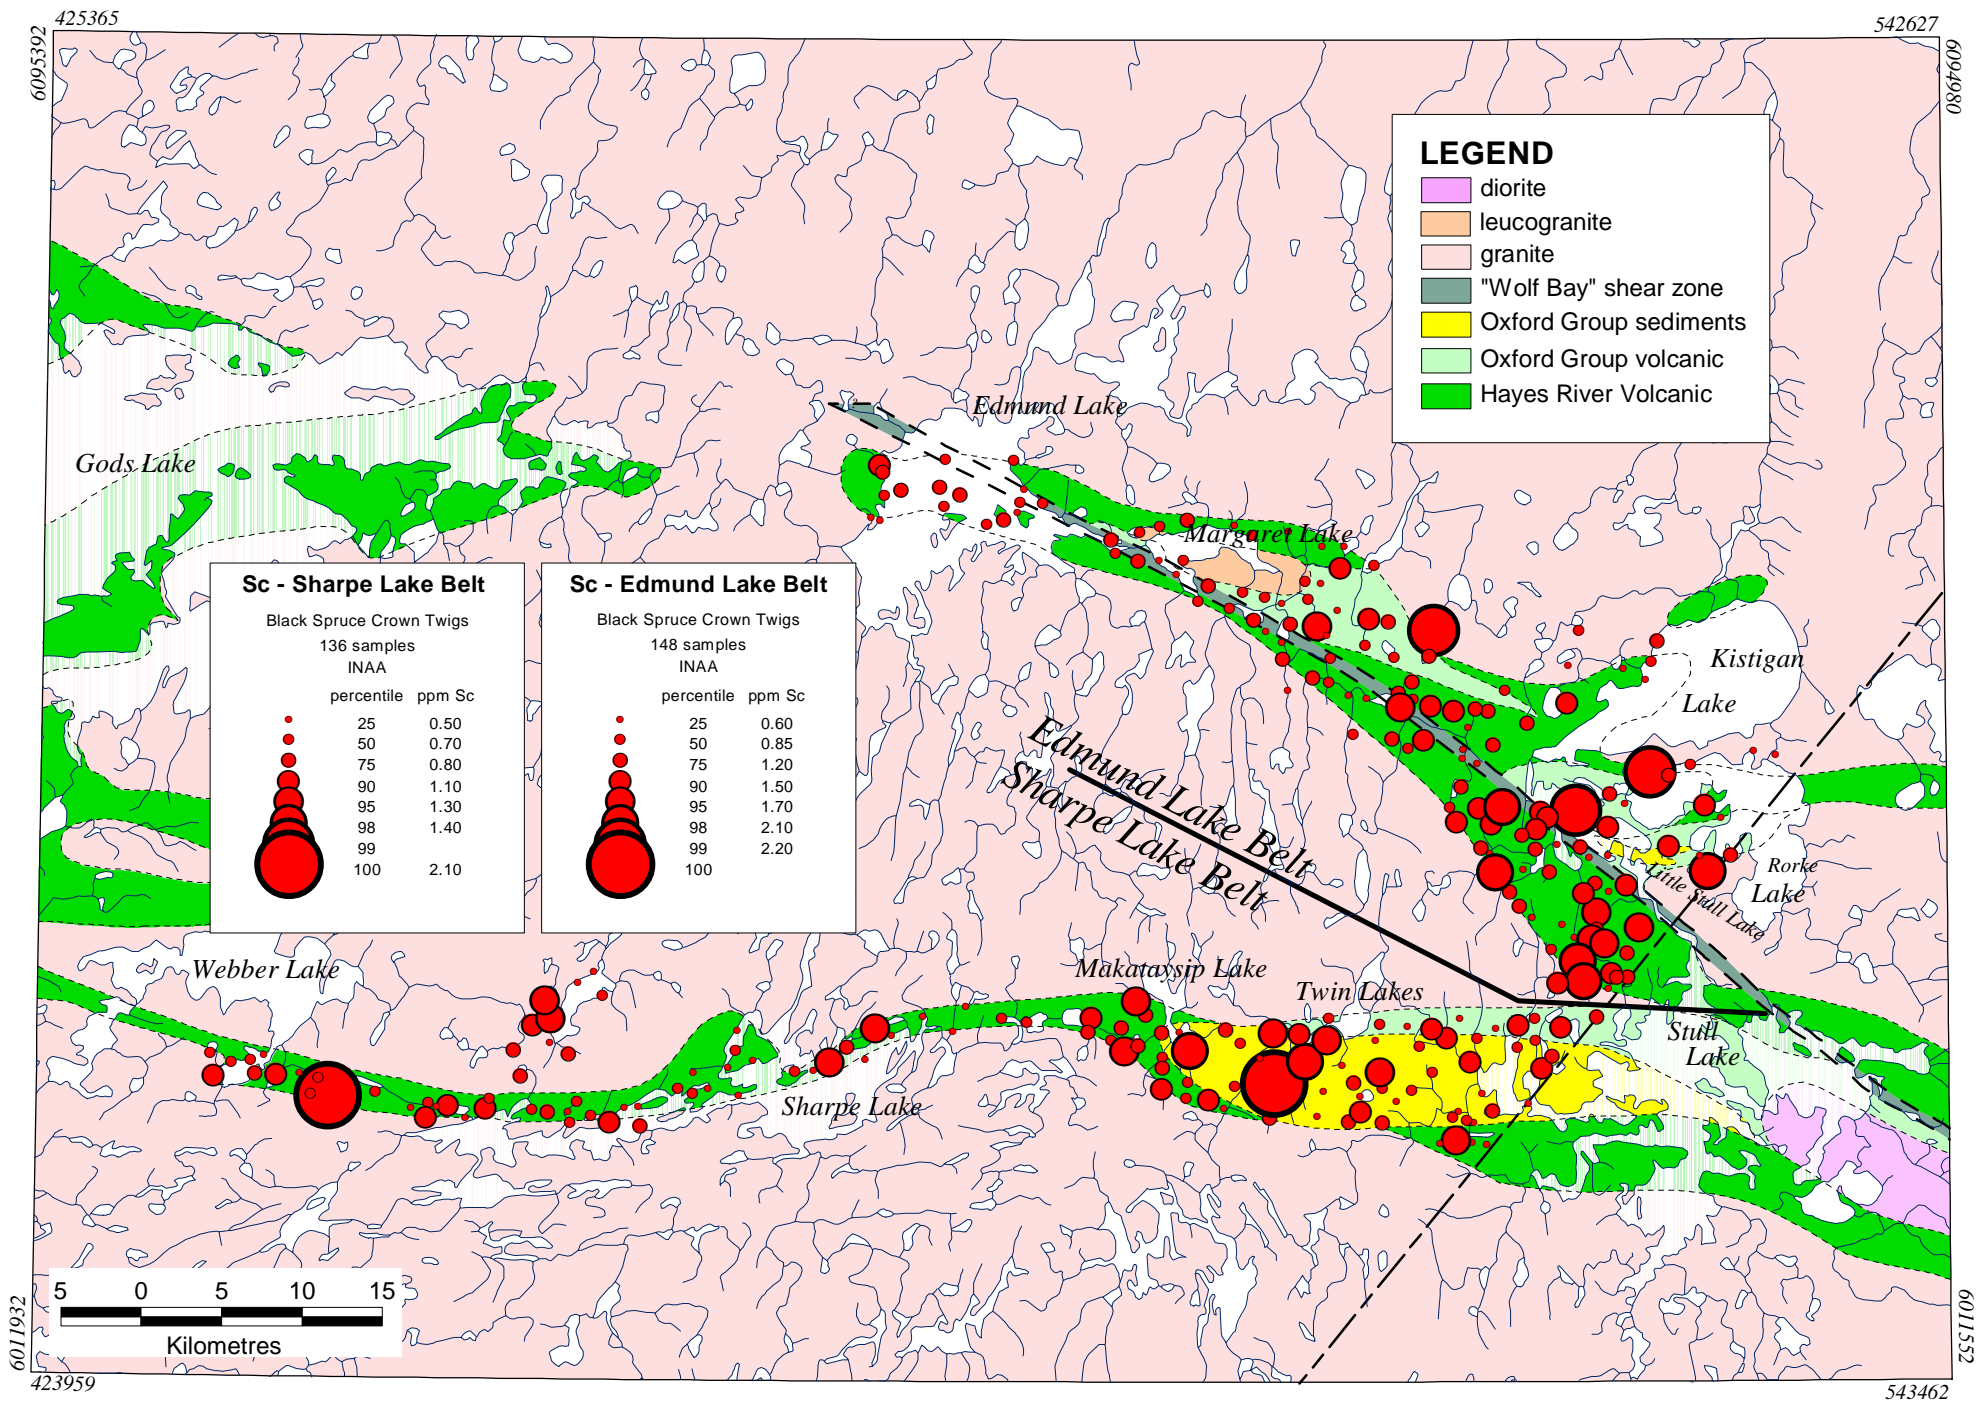 425365
542627
6095392
6094980
LEGEND
diorite
leucogranite
granite
"Wolf Bay" shear zone
Oxford Group sediments
Oxford Group volcanic
Hayes River Volcanic
Edmund Lake
Gods Lake
Margaret Lake
Kistigan
Lake
Sc - Sharpe Lake Belt
Black Spruce Crown Twigs
136 samples
INAA
percentile ppm Sc
25 0.50
50 0.70
75 0.80
90 1.10
95 1.30
98 1.40
99
100 2.10
Sc - Edmund Lake Belt
Black Spruce Crown Twigs
148 samples
INAA
percentile ppm Sc
25 0.60
50 0.85
75 1.20
90 1.50
95 1.70
98 2.10
99 2.20
100
Edmund Lake Belt
Sharpe Lake Belt
Rorke
Lake
Little Stull Lake
Webber Lake
Makataysip Lake
Twin Lakes
Stull
Lake
Sharpe Lake
5 0 5 10 15
Kilometres
6011932
6011552
423959
543462